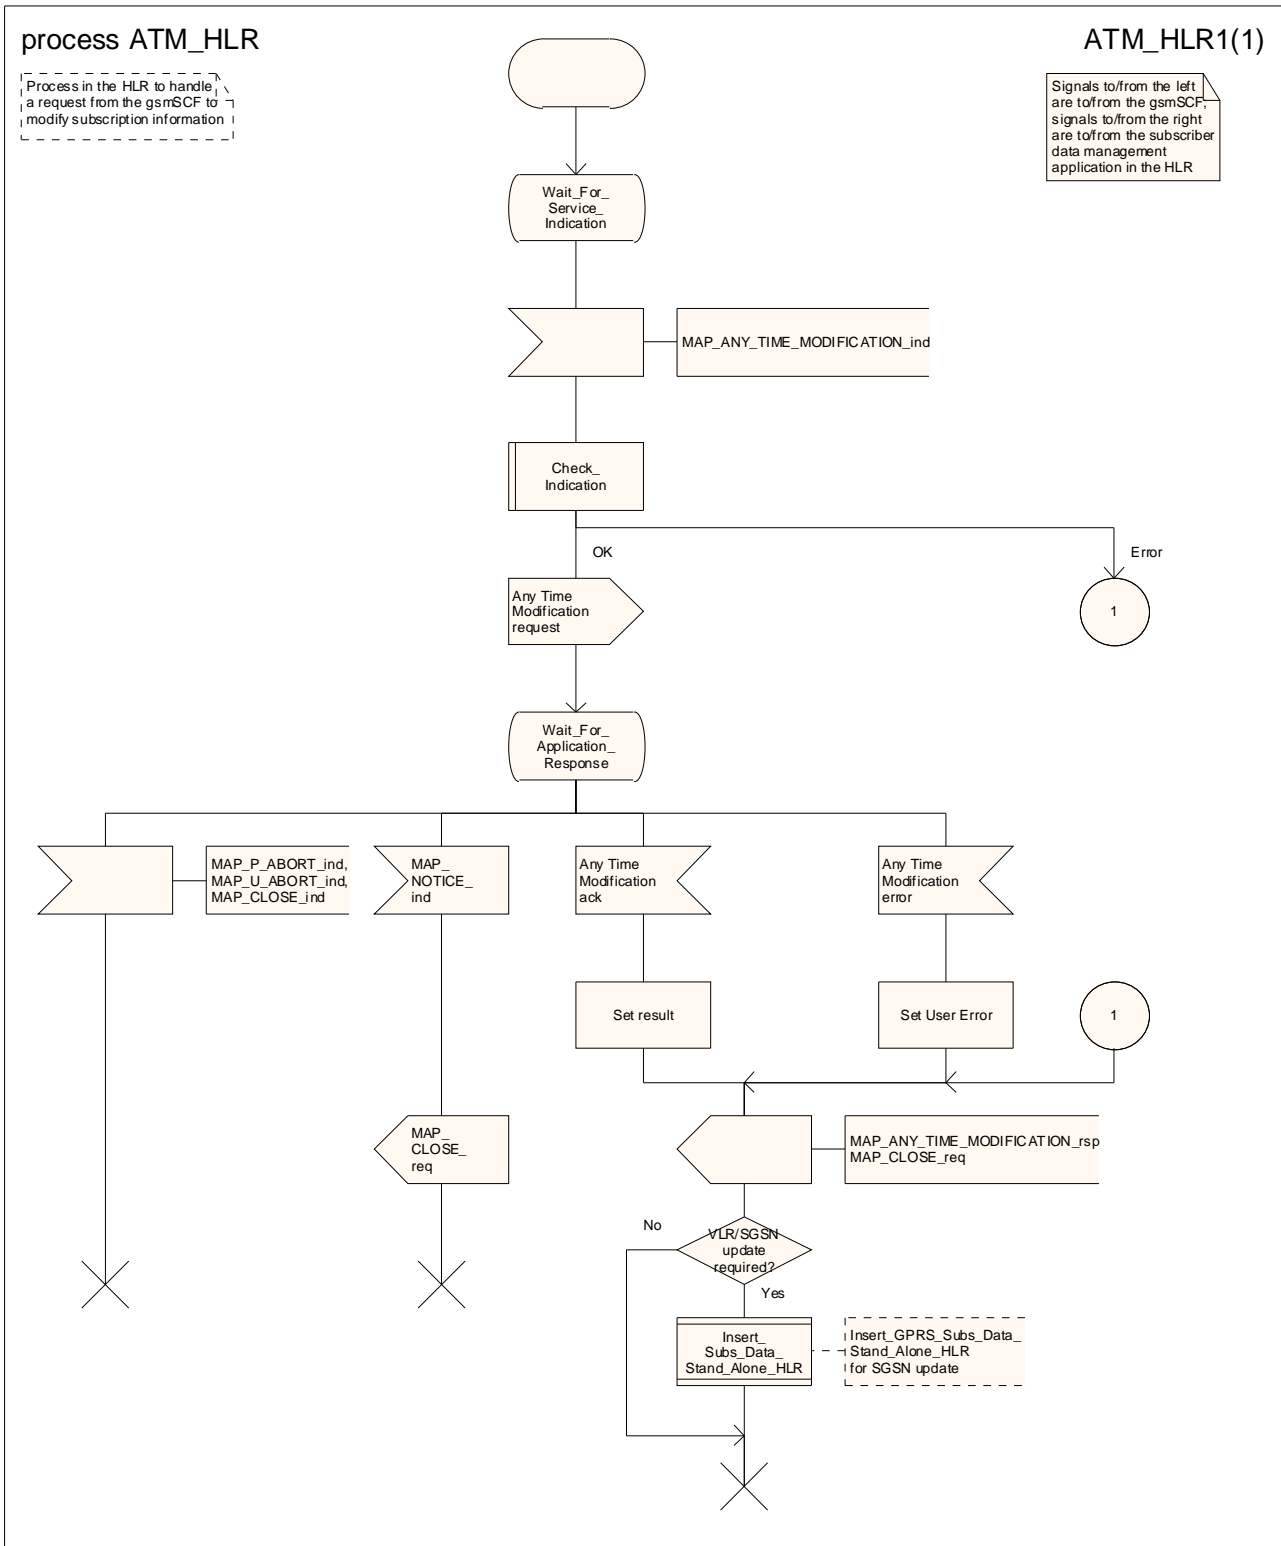 process ATM_HLR
ATM_HLR1(1)
Process in the HLR to handle
a request from the gsmSCF to
modify subscription information
Signals to/from the left
are to/from the gsmSCF;
signals to/from the right
are to/from the subscriber
data management
application in the HLR
Wait_For_
Service_
Indication
MAP_ANY_TIME_MODIFICATION_ind
Check_
Indication
OK
Error
Any Time
Modification
request
1
Wait_For_
Application_
Response
MAP_P_ABORT_ind,
MAP_U_ABORT_ind,
MAP_CLOSE_ind
MAP_
NOTICE_
ind
Any Time
Modification
ack
Any Time
Modification
error
Set result
Set User Error
1
MAP_
CLOSE_
req
MAP_ANY_TIME_MODIFICATION_rsp
MAP_CLOSE_req
No
VLR/SGSN
update
required?
Yes
Insert_
Subs_Data_
Stand_Alone_HLR
Insert_GPRS_Subs_Data_
Stand_Alone_HLR
for SGSN update